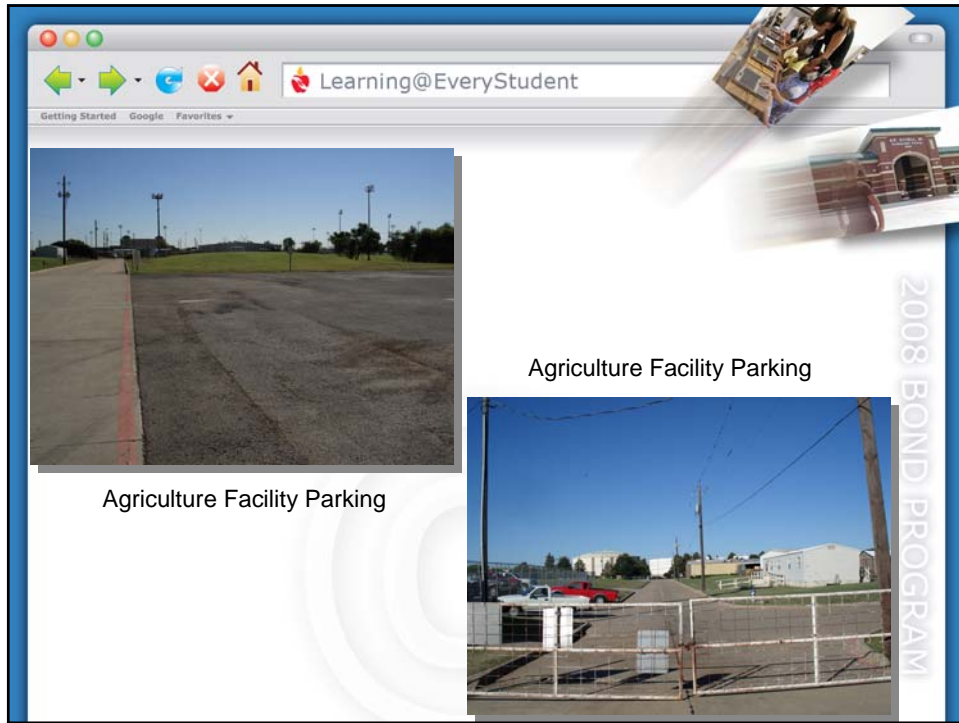 Learning@EveryStudent
Getting Started Google Favorites
Agriculture Facility Parking
Agriculture Facility Parking
2008 BOND PROGRAM